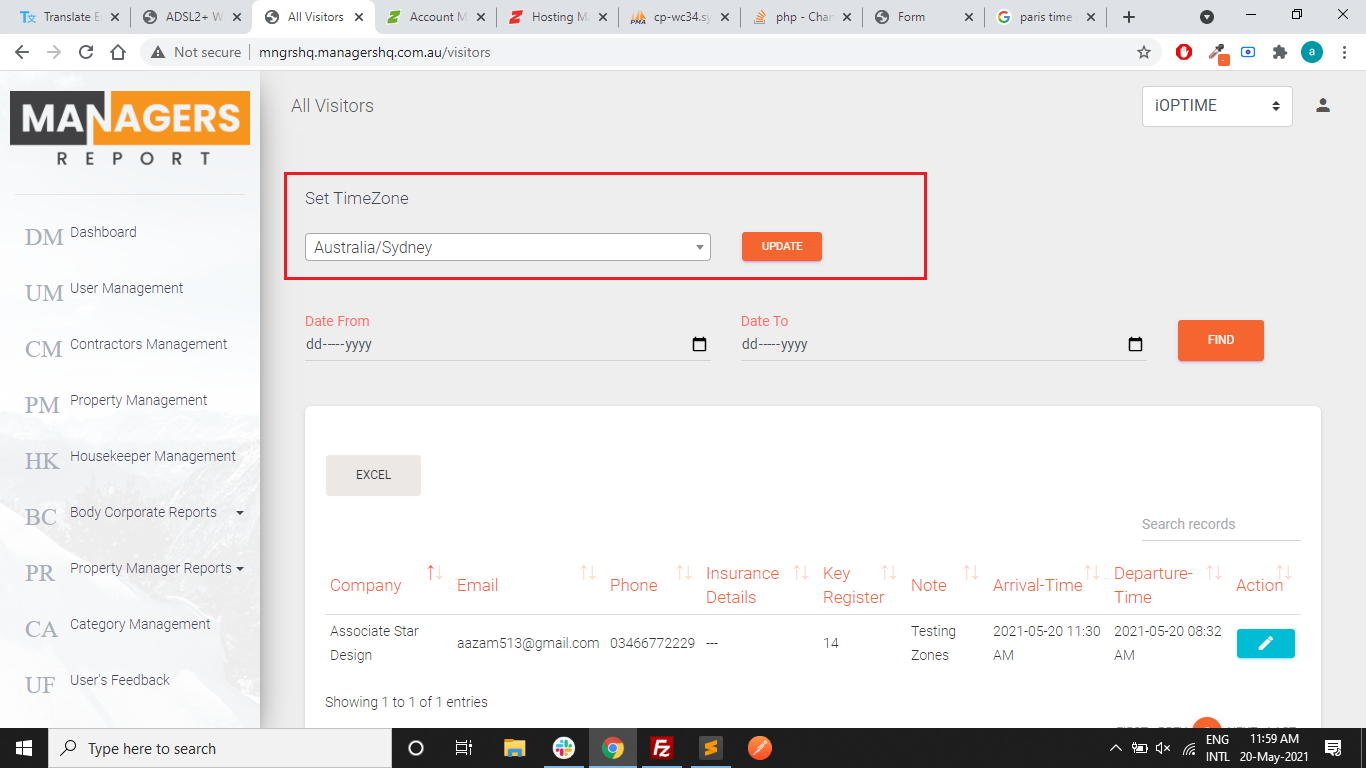 Translate E
ADSL2+ W
All Visitors
Account M
Hosting M
cp-wc34.sy
php - Char
Form
paris time
Not secure
mngrshq.managershq.com.au/visitors
a
MANAGERS
REPORT
All Visitors
iOPTIME
Set TimeZone
Australia/Sydney
UPDATE
DM Dashboard
UM User Management
CM Contractors Management
PM Property Management
HK Housekeeper Management
BC Body Corporate Reports
PR Property Manager Reports
CA Category Management
UF User's Feedback
Date From
Date To
dd-----yyyy
dd-----yyyy
FIND
EXCEL
Search records
Company Email Phone Insurance Details Key Register Note Arrival-Time Departure-Time Action
Associate Star Design aazam513@gmail.com 03466772229 --- 14 Testing Zones 2021-05-20 11:30 AM 2021-05-20 08:32 AM
Showing 1 to 1 of 1 entries
Type here to search
ENG
INTL
11:59 AM
20-May-2021